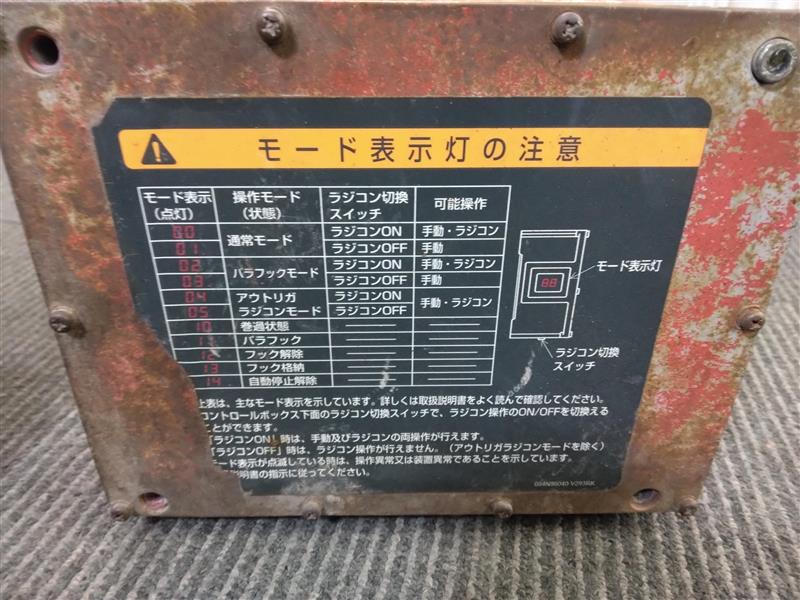 モード表示灯の注意
モード表示（点灯） 操作モード（状態） ラジコン切換スイッチ 可能操作
00 通常モード ラジコンON 手動・ラジコン
01 ラジコンOFF 手動
02 パラフックモード ラジコンON 手動・ラジコン
03 ラジコンOFF 手動
04 アウトリガラジコンモード ラジコンON 手動・ラジコン
05 ラジコンOFF
10 巻過状態
11 パラフック
12 フック解除
13 フック格納
14 自動停止解除
88
モード表示灯
ラジコン切換
スイッチ
上表は、主なモード表示を示しています。詳しくは取扱説明書をよく読んで確認してください。
コントロールボックス下面のラジコン切換スイッチで、ラジコン操作のON/OFFを切換える
ことができます。
「ラジコンON」時は、手動及びラジコンの両操作が行えます。
「ラジコンOFF」時は、ラジコン操作が行えません。（アウトリガラジコンモードを除く）
モード表示が点滅している時は、操作異常又は装置異常であることを示しています。
説明書の指示に従ってください。